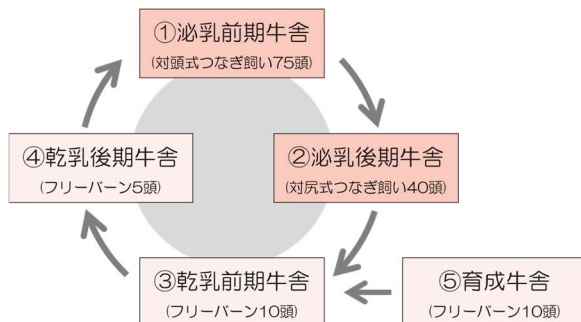 ①泌乳前期牛舎
(対頭式つなぎ飼い75頭)
②泌乳後期牛舎
(対尻式つなぎ飼い40頭)
③乾乳前期牛舎
(フリーバーン10頭)
④乾乳後期牛舎
(フリーバーン5頭)
⑤育成牛舎
(フリーバーン10頭)